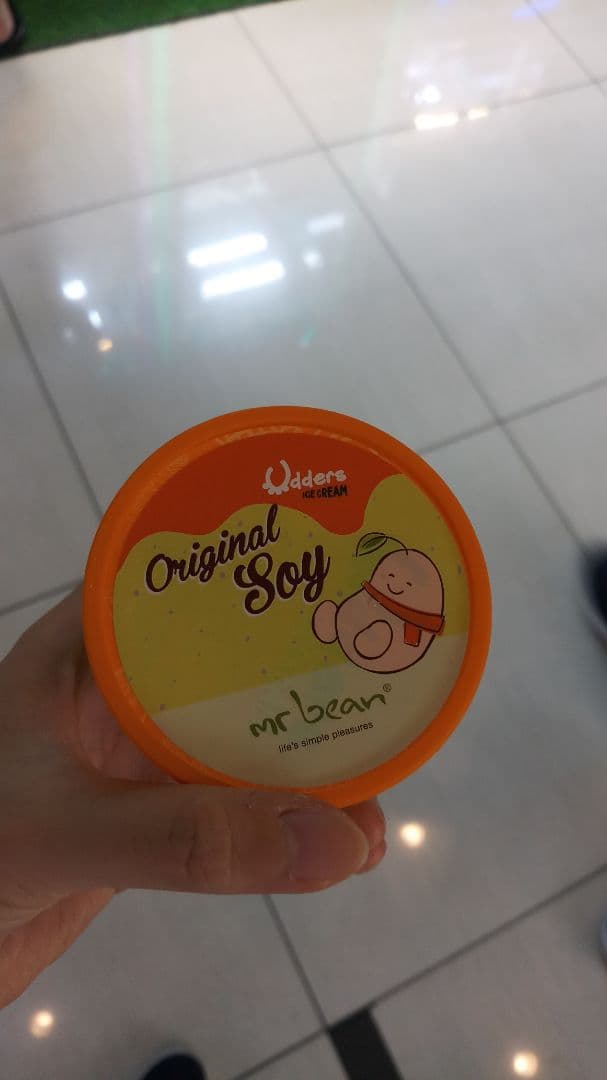 Udders
ICE CREAM
Original
Soy
mr bean®
life's simple pleasures